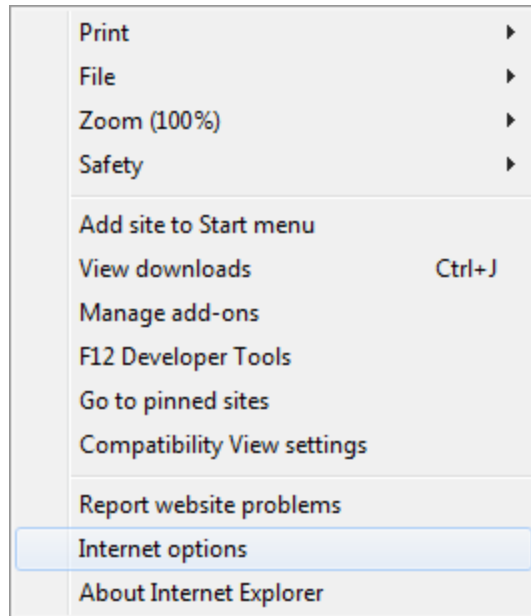 Print
File
Zoom (100%)
Safety
Add site to Start menu
View downloads Ctrl+J
Manage add-ons
F12 Developer Tools
Go to pinned sites
Compatibility View settings
Report website problems
Internet options
About Internet Explorer